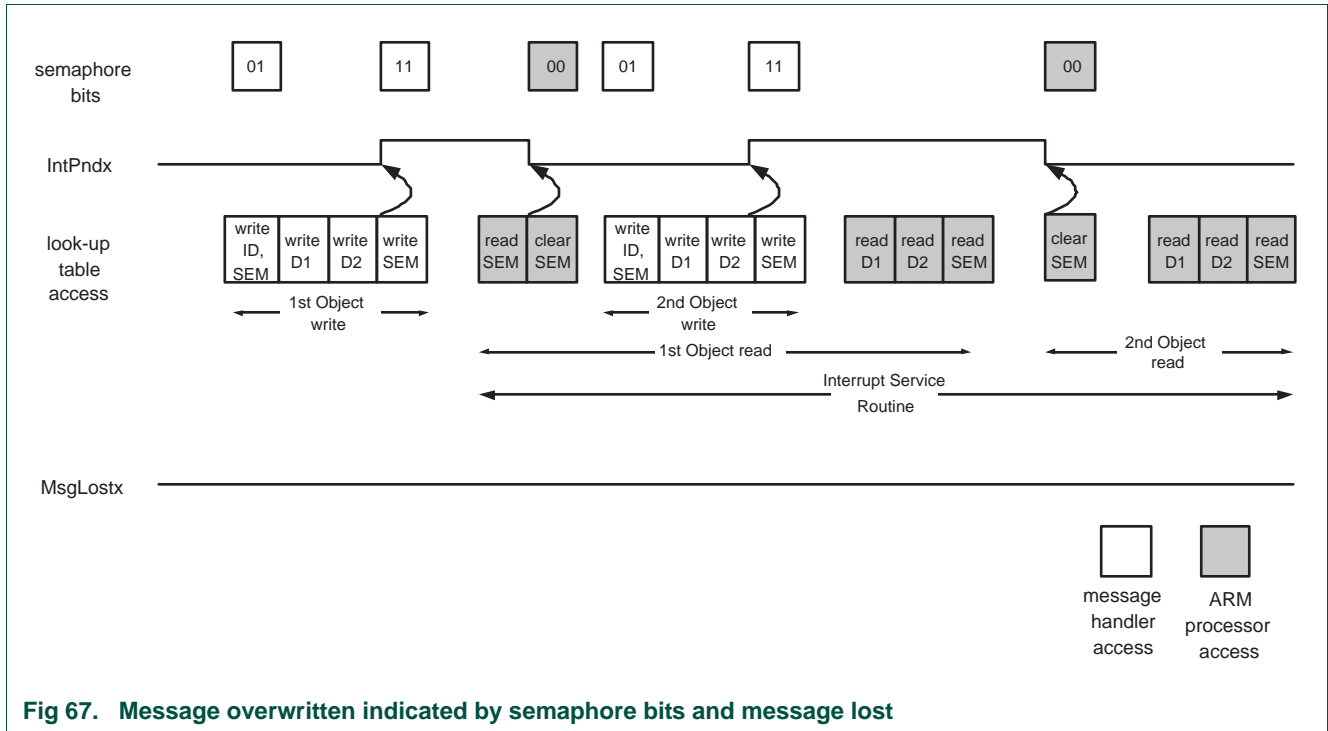 semaphore
bits
01
11
00
01
11
00
IntPndx
look-up
table
access
write
ID,
SEM
write
D1
write
D2
write
SEM
read
SEM
clear
SEM
write
ID,
SEM
write
D1
write
D2
write
SEM
read
D1
read
D2
read
SEM
clear
SEM
read
D1
read
D2
read
SEM
1st Object
write
2nd Object
write
1st Object read
2nd Object
read
Interrupt Service
Routine
MsgLostx
message
handler
access
ARM
processor
access
Fig 67. Message overwritten indicated by semaphore bits and message lost